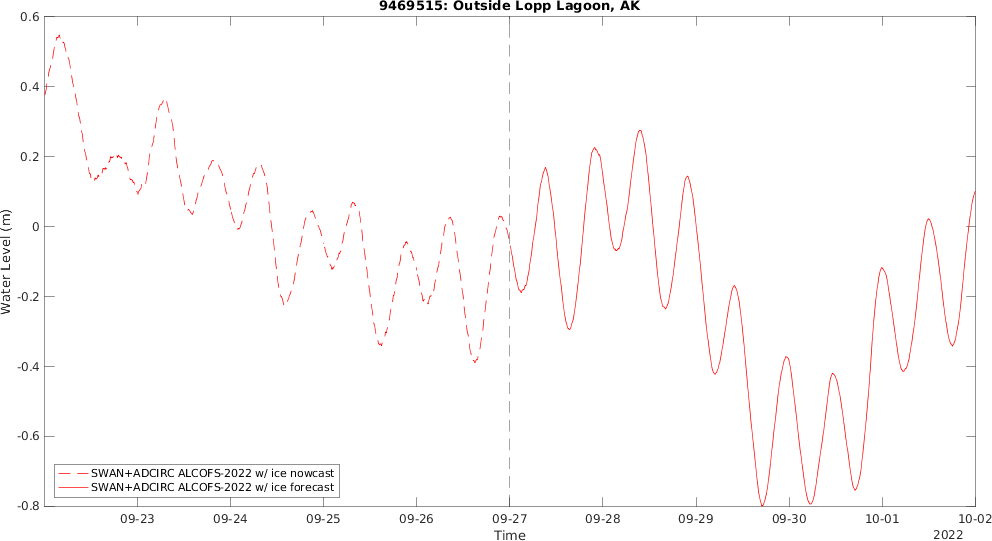 9469515: Outside Lopp Lagoon, AK
0.6
0.4
0.2
0
-0.2
-0.4
-0.6
-0.8
Water Level (m)
SWAN+ADCIRC ALCOFS-2022 w/ ice nowcast
SWAN+ADCIRC ALCOFS-2022 w/ ice forecast
09-23 09-24 09-25 09-26 09-27 09-28 09-29 09-30 10-01 10-02
Time
2022